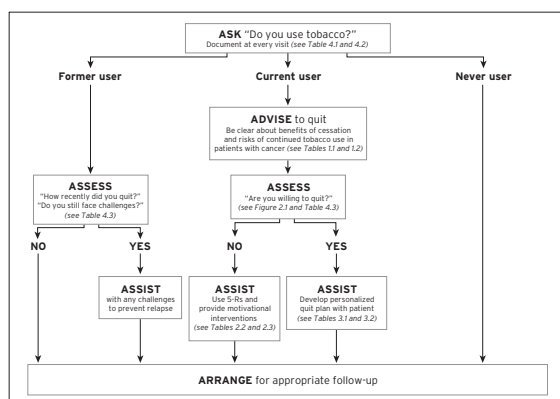 ASK “Do you use tobacco?”
Document at every visit (see Table 4.1 and 4.2)
Former user
Current user
Never user
ADVISE to quit
Be clear about benefits of cessation
and risks of continued tobacco use in
patients with cancer (see Tables 1.1 and 1.2)
ASSESS
“How recently did you quit?”
“Do you still face challenges?”
(see Table 4.3)
ASSESS
“Are you willing to quit?”
(see Figure 2.1 and Table 4.3)
NO
YES
NO
YES
ASSIST
with any challenges
to prevent relapse
ASSIST
Use 5-Rs and
provide motivational
interventions
(see Tables 2.2 and 2.3)
ASSIST
Develop personalized
quit plan with patient
(see Tables 3.1 and 3.2)
ARRANGE for appropriate follow-up